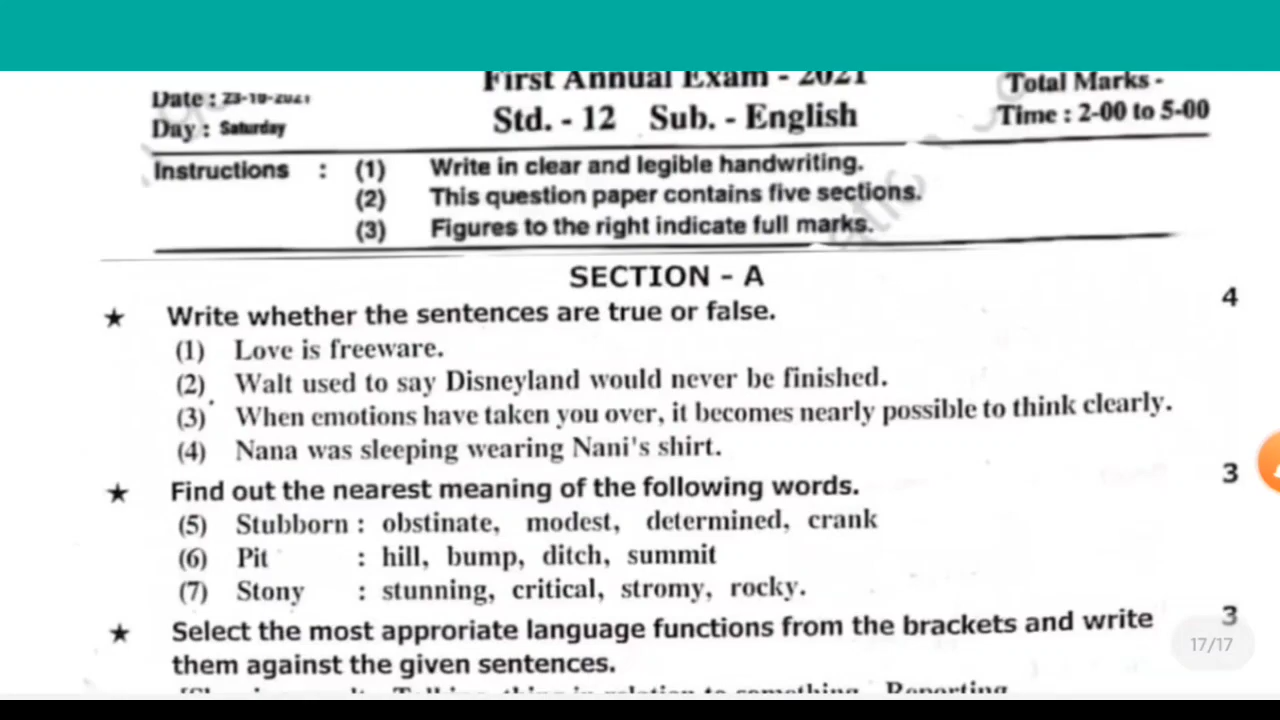 First Annual Exam - 2021
Total Marks -
Date : 23-10-2021
Std. - 12 Sub. - English
Time : 2-00 to 5-00
Day : Saturday
Instructions : (1) Write in clear and legible handwriting.
(2) This question paper contains five sections.
(3) Figures to the right indicate full marks.
SECTION - A
★ Write whether the sentences are true or false. 4
(1) Love is freeware.
(2) Walt used to say Disneyland would never be finished.
(3) When emotions have taken you over, it becomes nearly possible to think clearly.
(4) Nana was sleeping wearing Nani's shirt.
★ Find out the nearest meaning of the following words. 3
(5) Stubborn : obstinate, modest, determined, crank
(6) Pit : hill, bump, ditch, summit
(7) Stony : stunning, critical, stromy, rocky.
★ Select the most approriate language functions from the brackets and write 3
them against the given sentences.
17/17
thing in relation to something, Reporting